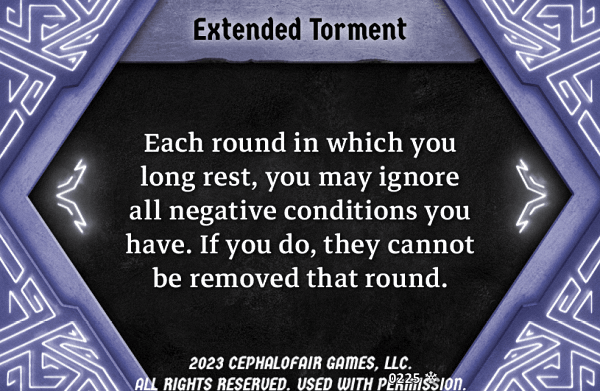 Extended Torment
Each round in which you
long rest, you may ignore
all negative conditions you
have. If you do, they cannot
be removed that round.
2023 CEPHALOFAIR GAMES, LLC.
0225
ALL RIGHTS RESERVED. USED WITH PERMISSION.